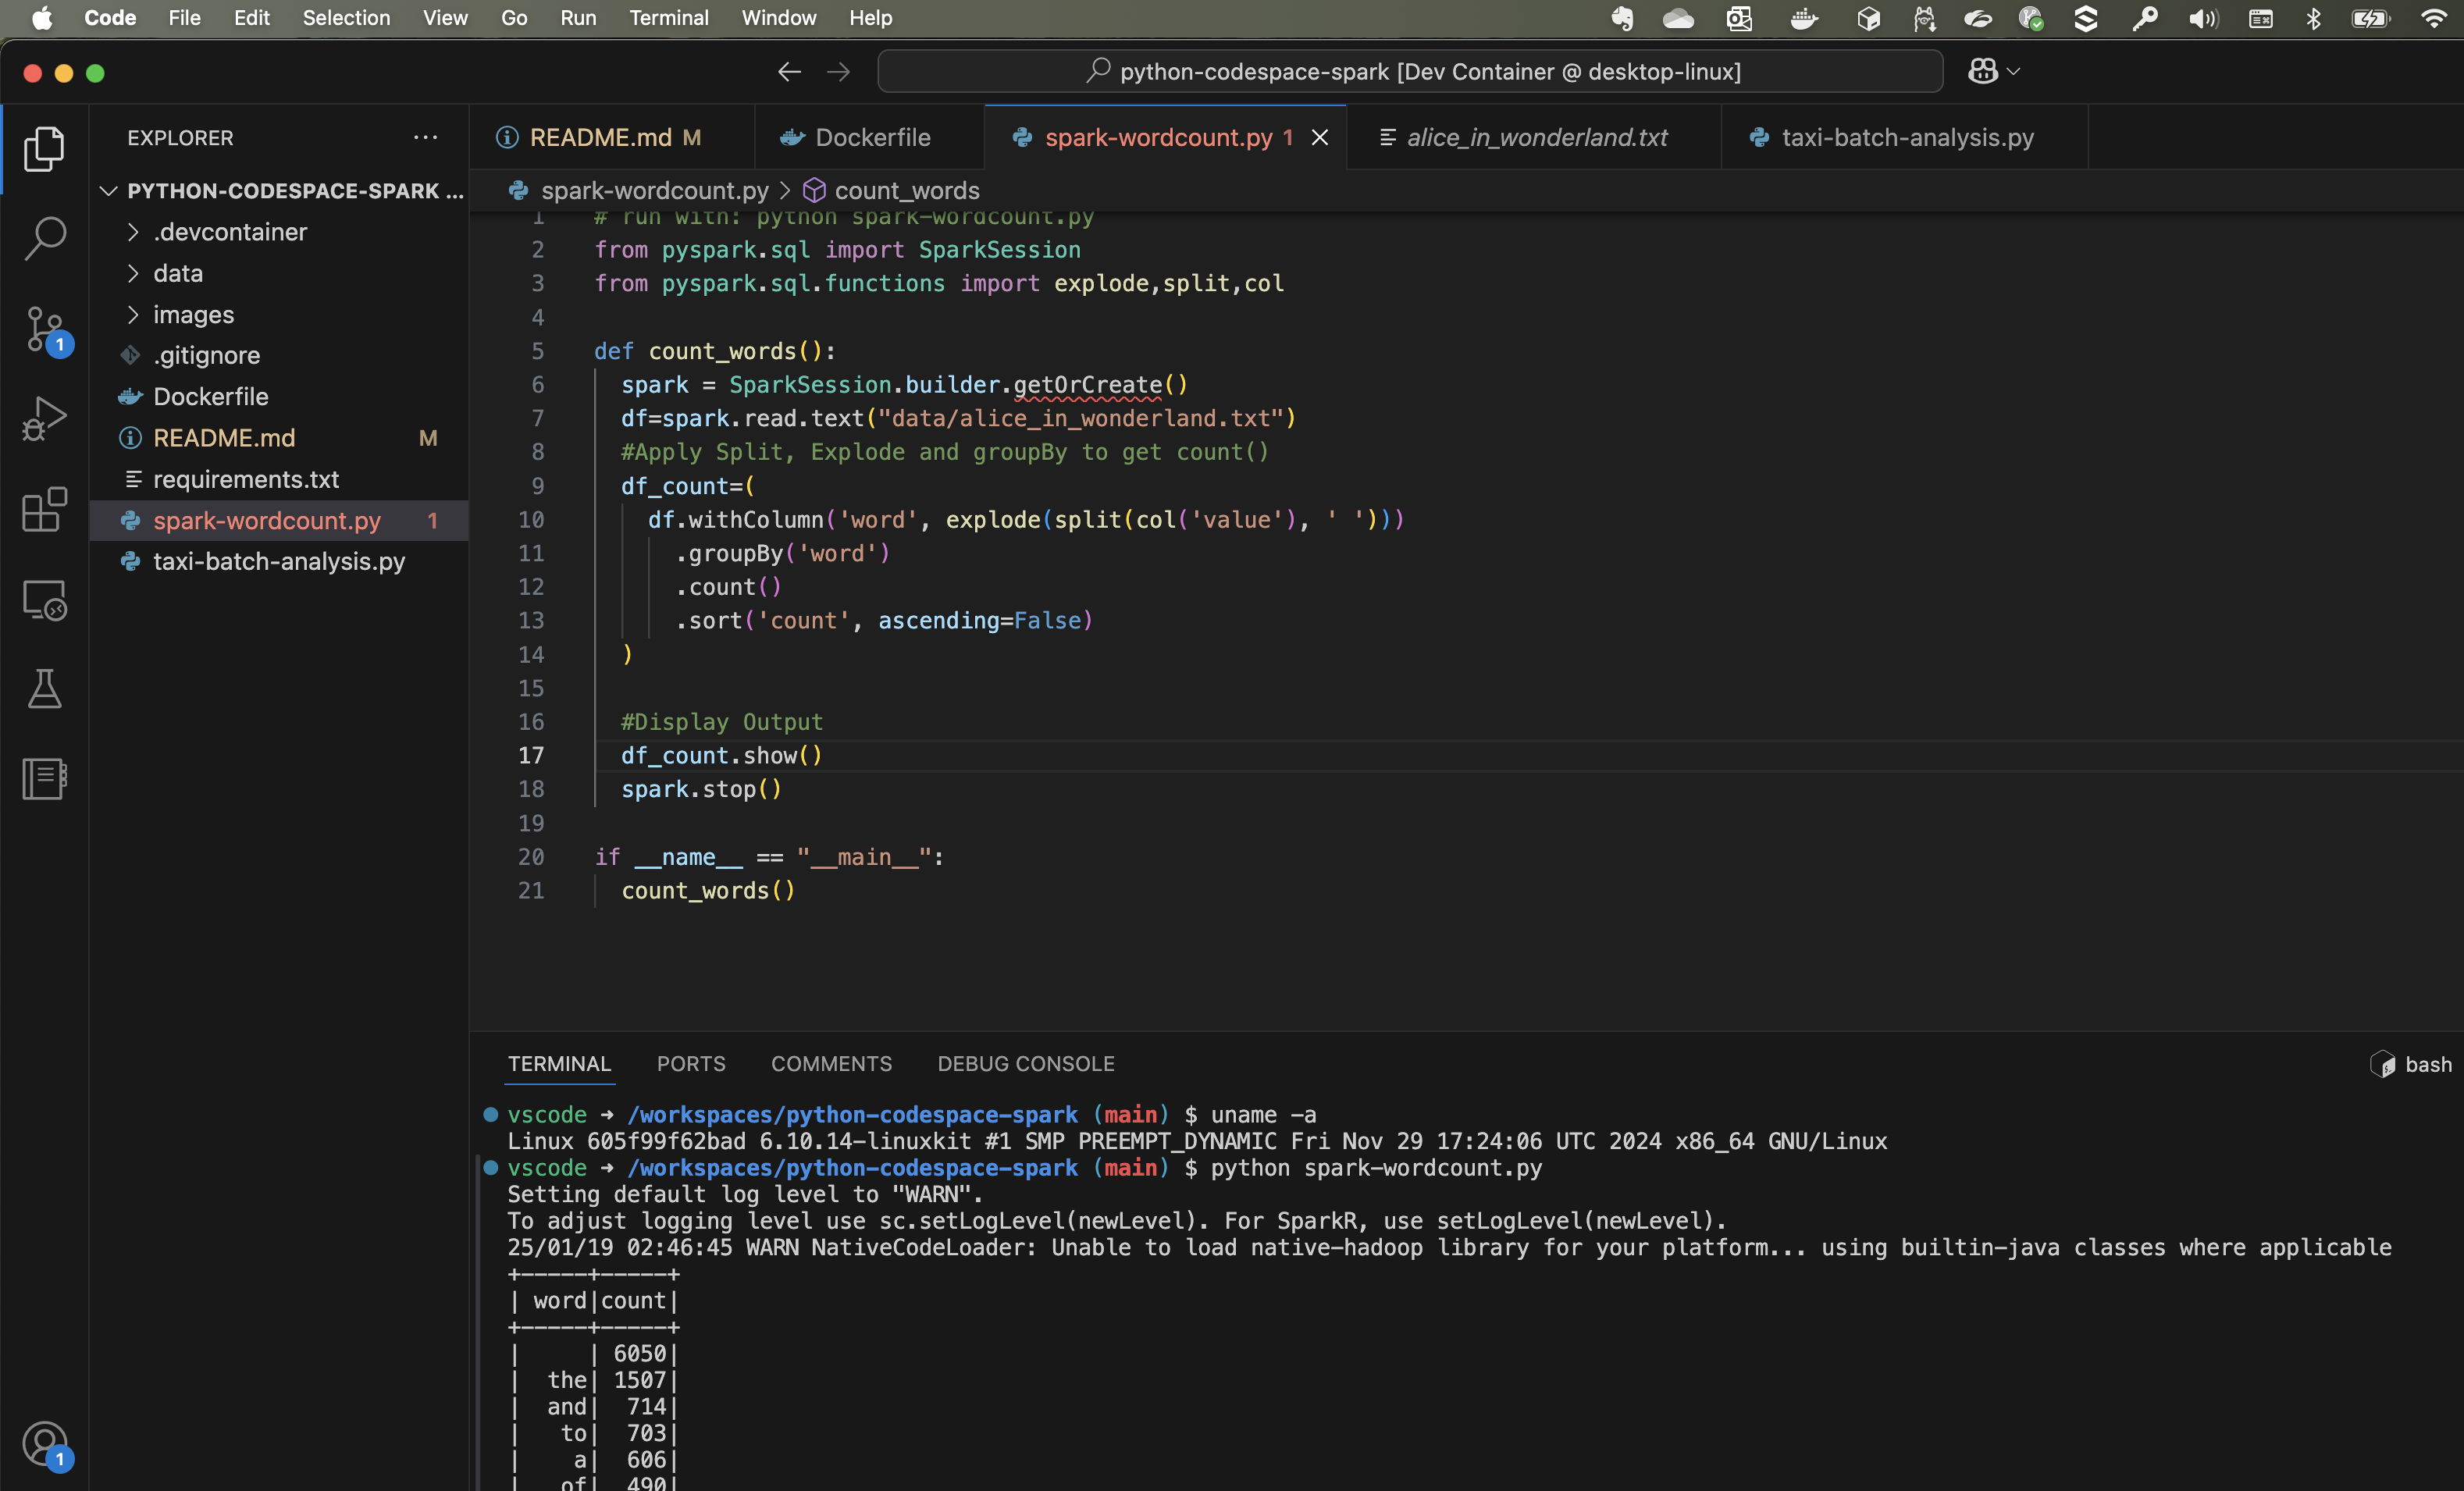 Code File Edit Selection View Go Run Terminal Window Help
python-codespace-spark [Dev Container @ desktop-linux]
EXPLORER ...
README.md M
Dockerfile
spark-wordcount.py 1
alice_in_wonderland.txt
taxi-batch-analysis.py
spark-wordcount.py > count_words
PYTHON-CODESPACE-SPARK ...
.devcontainer
data
images
.gitignore
Dockerfile
README.md M
requirements.txt
spark-wordcount.py 1
taxi-batch-analysis.py
1
1
1 # run with: python spark-wordcount.py
2 from pyspark.sql import SparkSession
3 from pyspark.sql.functions import explode,split,col
4
5 def count_words():
6 spark = SparkSession.builder.getOrCreate()
7 df=spark.read.text("data/alice_in_wonderland.txt")
8 #Apply Split, Explode and groupBy to get count()
9 df_count=(
10 df.withColumn('word', explode(split(col('value'), ' ')))
11 .groupBy('word')
12 .count()
13 .sort('count', ascending=False)
14 )
15
16 #Display Output
17 df_count.show()
18 spark.stop()
19
20 if __name__ == "__main__":
21 count_words()
TERMINAL PORTS COMMENTS DEBUG CONSOLE bash
vscode ➜ /workspaces/python-codespace-spark (main) $ uname -a
Linux 605f99f62bad 6.10.14-linuxkit #1 SMP PREEMPT_DYNAMIC Fri Nov 29 17:24:06 UTC 2024 x86_64 GNU/Linux
vscode ➜ /workspaces/python-codespace-spark (main) $ python spark-wordcount.py
Setting default log level to "WARN".
To adjust logging level use sc.setLogLevel(newLevel). For SparkR, use setLogLevel(newLevel).
25/01/19 02:46:45 WARN NativeCodeLoader: Unable to load native-hadoop library for your platform... using builtin-java classes where applicable
+-----+-----+
| word|count|
+-----+-----+
|     | 6050|
|  the| 1507|
|  and|  714|
|   to|  703|
|    a|  606|
|   of|  490|